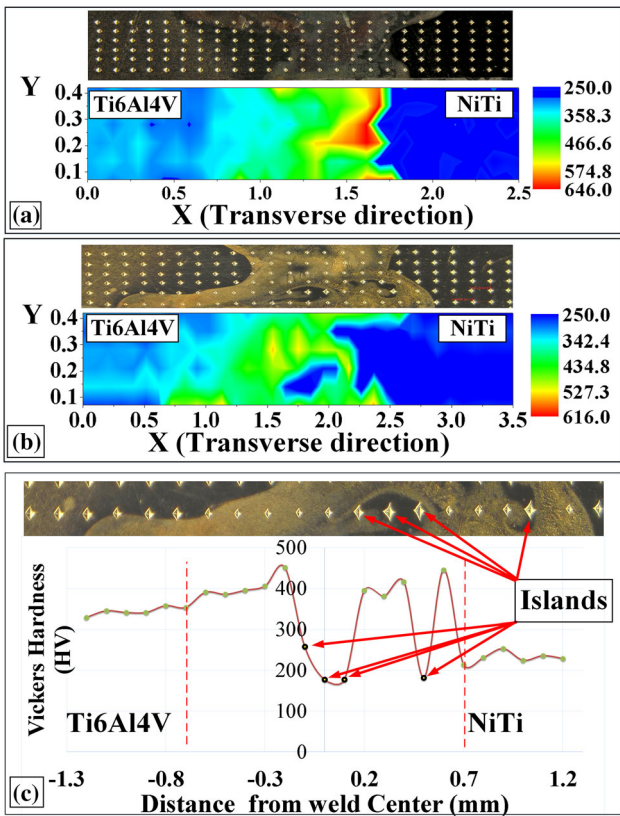 (a)
Y
0.4
0.3
0.2
0.1
Ti6Al4V
NiTi
250.0
358.3
466.6
574.8
646.0
0.0 0.5 1.0 1.5 2.0 2.5
X (Transverse direction)
(b)
Y
0.4
0.3
0.2
0.1
Ti6Al4V
NiTi
250.0
342.4
434.8
527.3
616.0
0.0 0.5 1.0 1.5 2.0 2.5 3.0 3.5
X (Transverse direction)
(c)
Vickers Hardness
(HV)
500
400
300
200
100
0
Islands
Ti6Al4V
NiTi
-1.3 -0.8 -0.3 0.2 0.7 1.2
Distance from weld Center (mm)